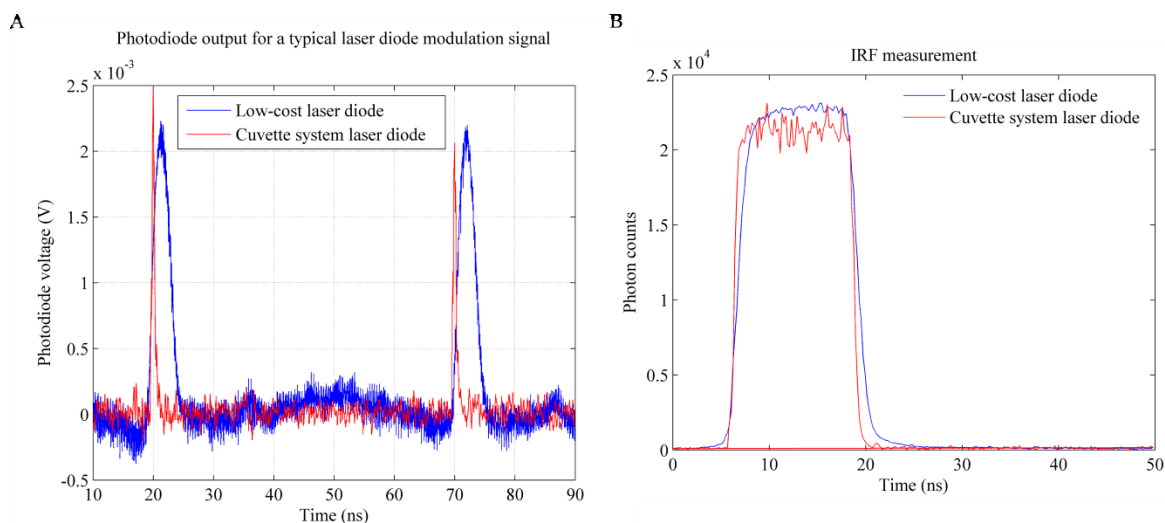 A
Photodiode output for a typical laser diode modulation signal
x 10⁻³
2.5
2
1.5
1
0.5
0
-0.5
Photodiode voltage (V)
Low-cost laser diode
Cuvette system laser diode
10 20 30 40 50 60 70 80 90
Time (ns)
B
IRF measurement
x 10⁴
2.5
2.0
1.5
1.0
0.5
0
Photon counts
Low-cost laser diode
Cuvette system laser diode
0 10 20 30 40 50
Time (ns)